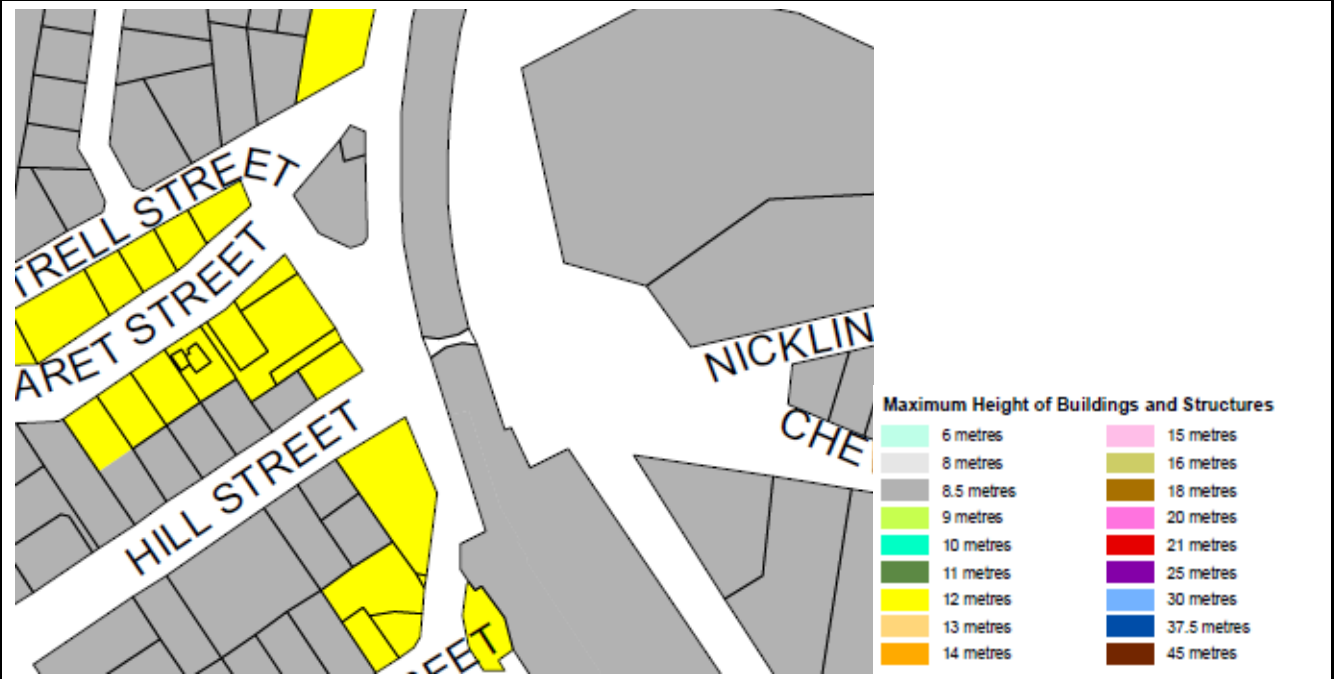 TRELL STREET
ARET STREET
HILL STREET
NICKLIN
CHE
REET
Maximum Height of Buildings and Structures
6 metres
8 metres
8.5 metres
9 metres
10 metres
11 metres
12 metres
13 metres
14 metres
15 metres
16 metres
18 metres
20 metres
21 metres
25 metres
30 metres
37.5 metres
45 metres